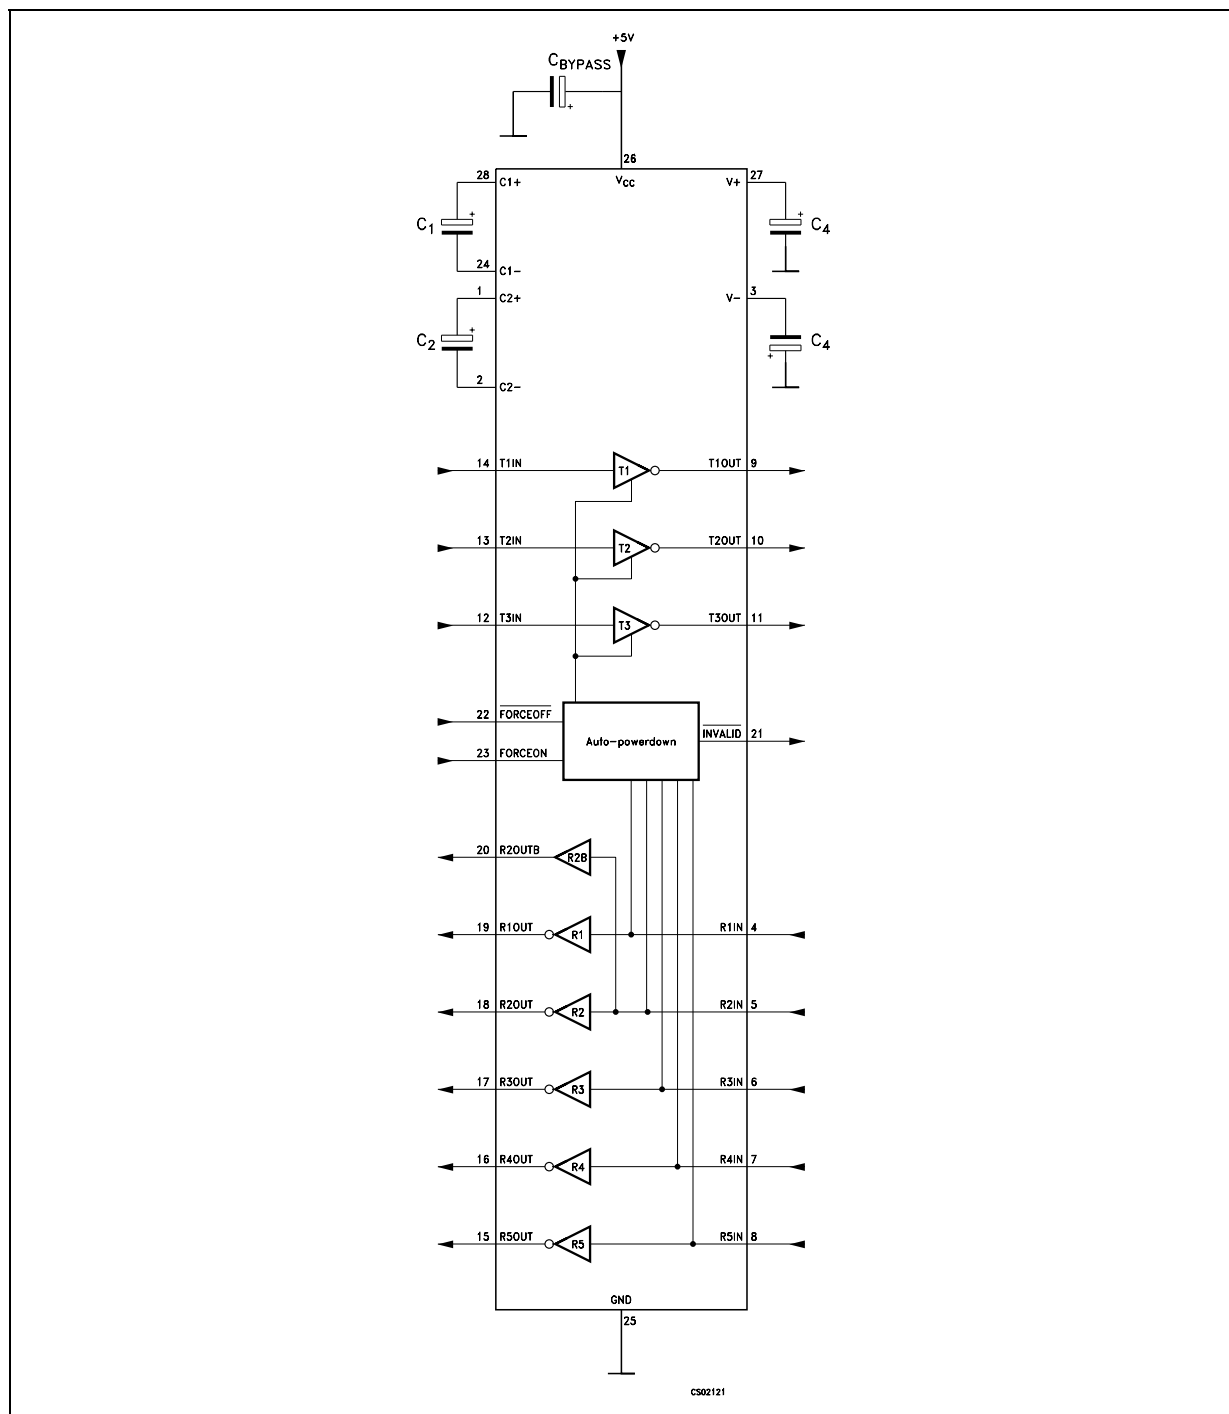 +5V
CBYPASS
+
26
28 C1+ VCC V+ 27
+ +
C1 C4
24 C1-
1 C2+ V- 3
+
C2 C4
+
2 C2-
14 T1IN T1 T1OUT 9
13 T2IN T2 T2OUT 10
12 T3IN T3 T3OUT 11
22 FORCEOFF
Auto-powerdown INVALID 21
23 FORCEON
20 R2OUTB R2B
19 R1OUT R1 R1IN 4
18 R2OUT R2 R2IN 5
17 R3OUT R3 R3IN 6
16 R4OUT R4 R4IN 7
15 R5OUT R5 R5IN 8
GND
25
CS02121